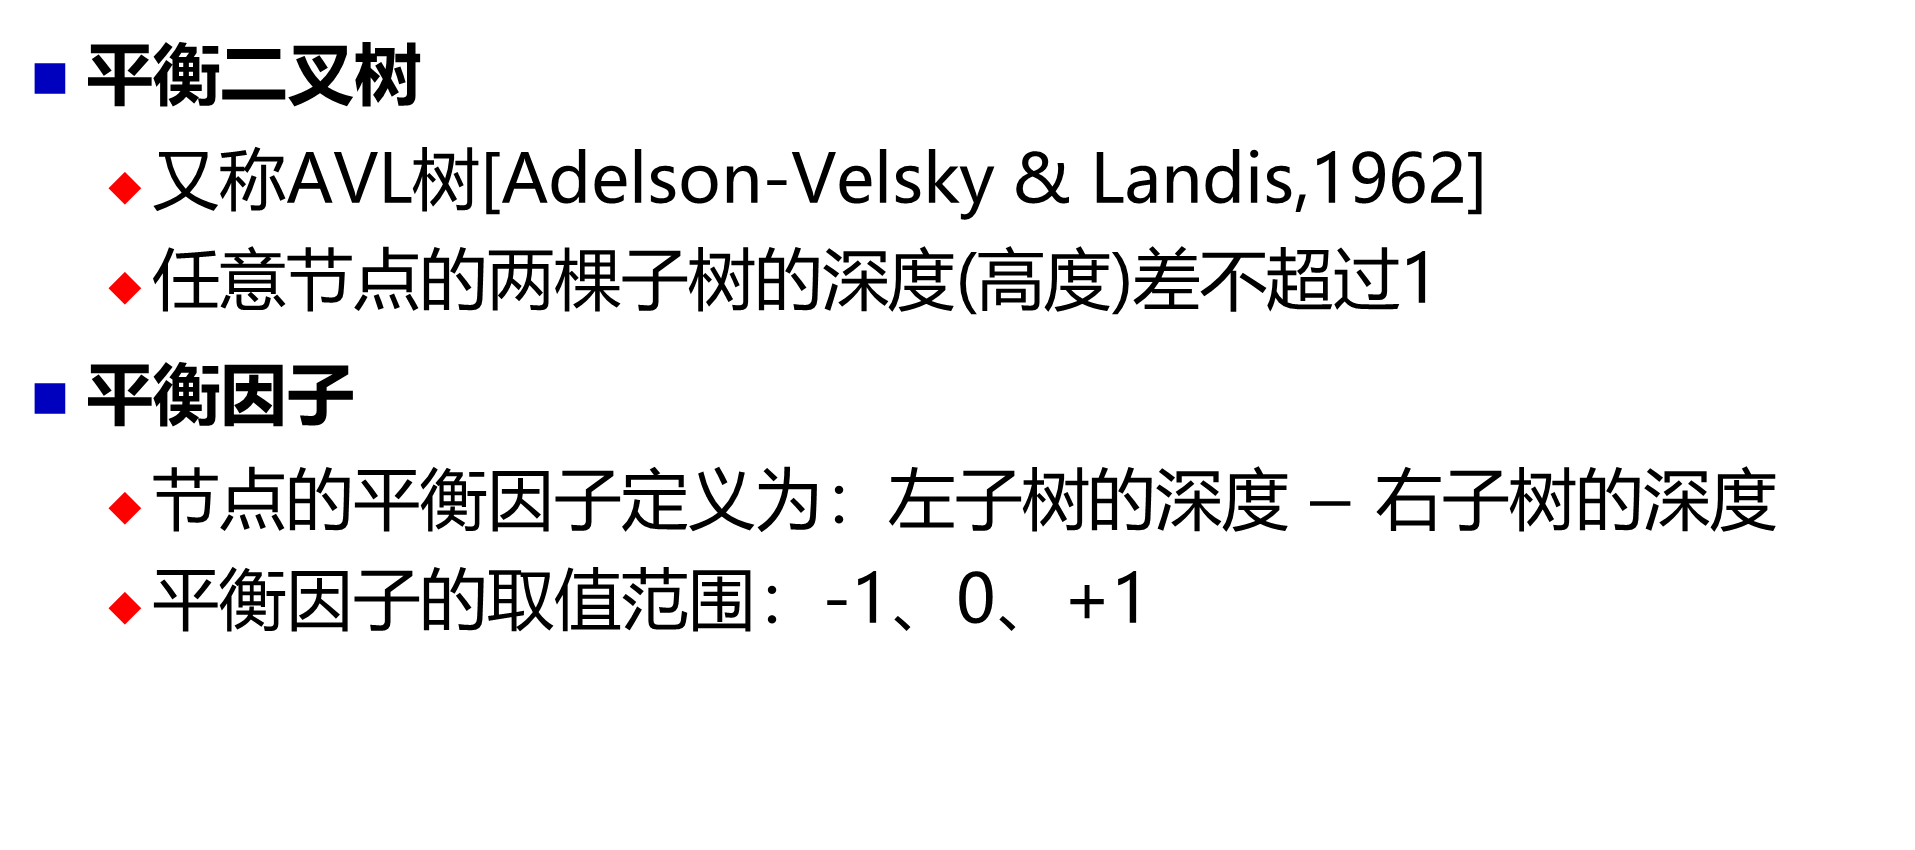 平衡二叉树
又称AVL树[Adelson-Velsky & Landis,1962]
任意节点的两棵子树的深度(高度)差不超过1
平衡因子
节点的平衡因子定义为：左子树的深度 – 右子树的深度
平衡因子的取值范围：-1、0、+1